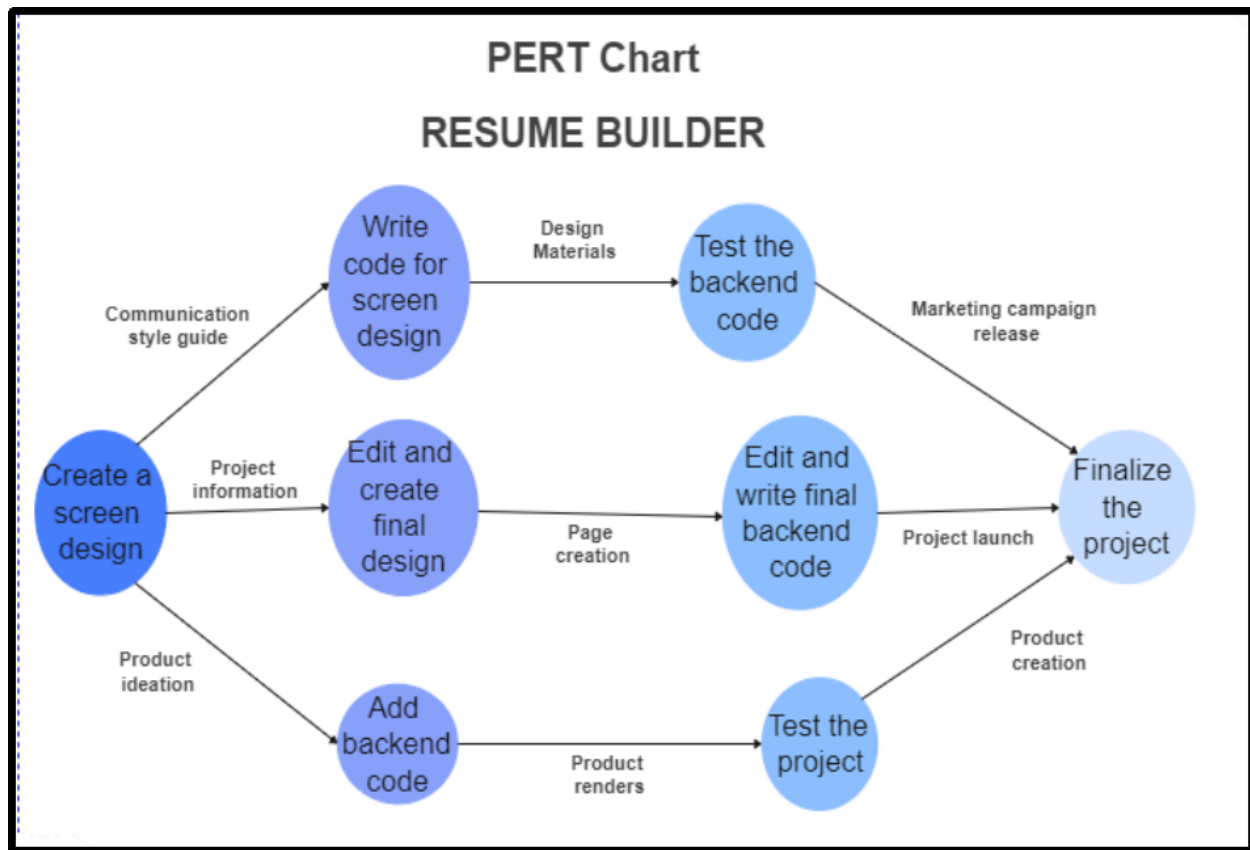 PERT Chart
RESUME BUILDER
Write
code for
screen
design
Design
Materials
Test the
backend
code
Communication
style guide
Marketing campaign
release
Create a
screen
design
Project
information
Edit and
create
final
design
Page
creation
Edit and
write final
backend
code
Project launch
Finalize
the
project
Product
ideation
Add
backend
code
Product
renders
Test the
project
Product
creation